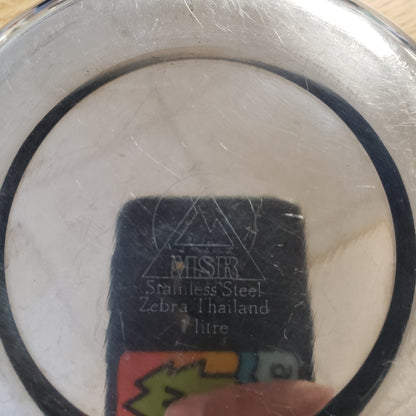 MSR
Stainless Steel
Zebra Thailand
1 litre